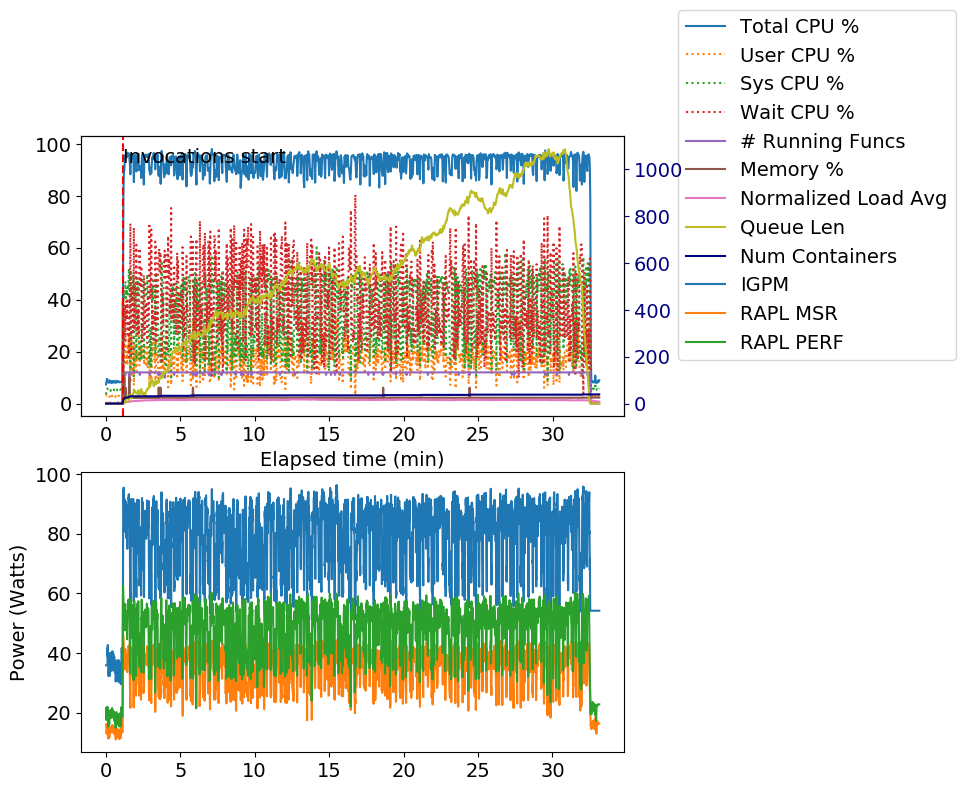 Total CPU %
User CPU %
Sys CPU %
Wait CPU %
# Running Funcs
Memory %
Normalized Load Avg
Queue Len
Num Containers
IGPM
RAPL MSR
RAPL PERF
Invocations start
100
80
60
40
20
0
1000
800
600
400
200
0
0 5 10 15 20 25 30
Elapsed time (min)
Power (Watts)
100
80
60
40
20
0 5 10 15 20 25 30